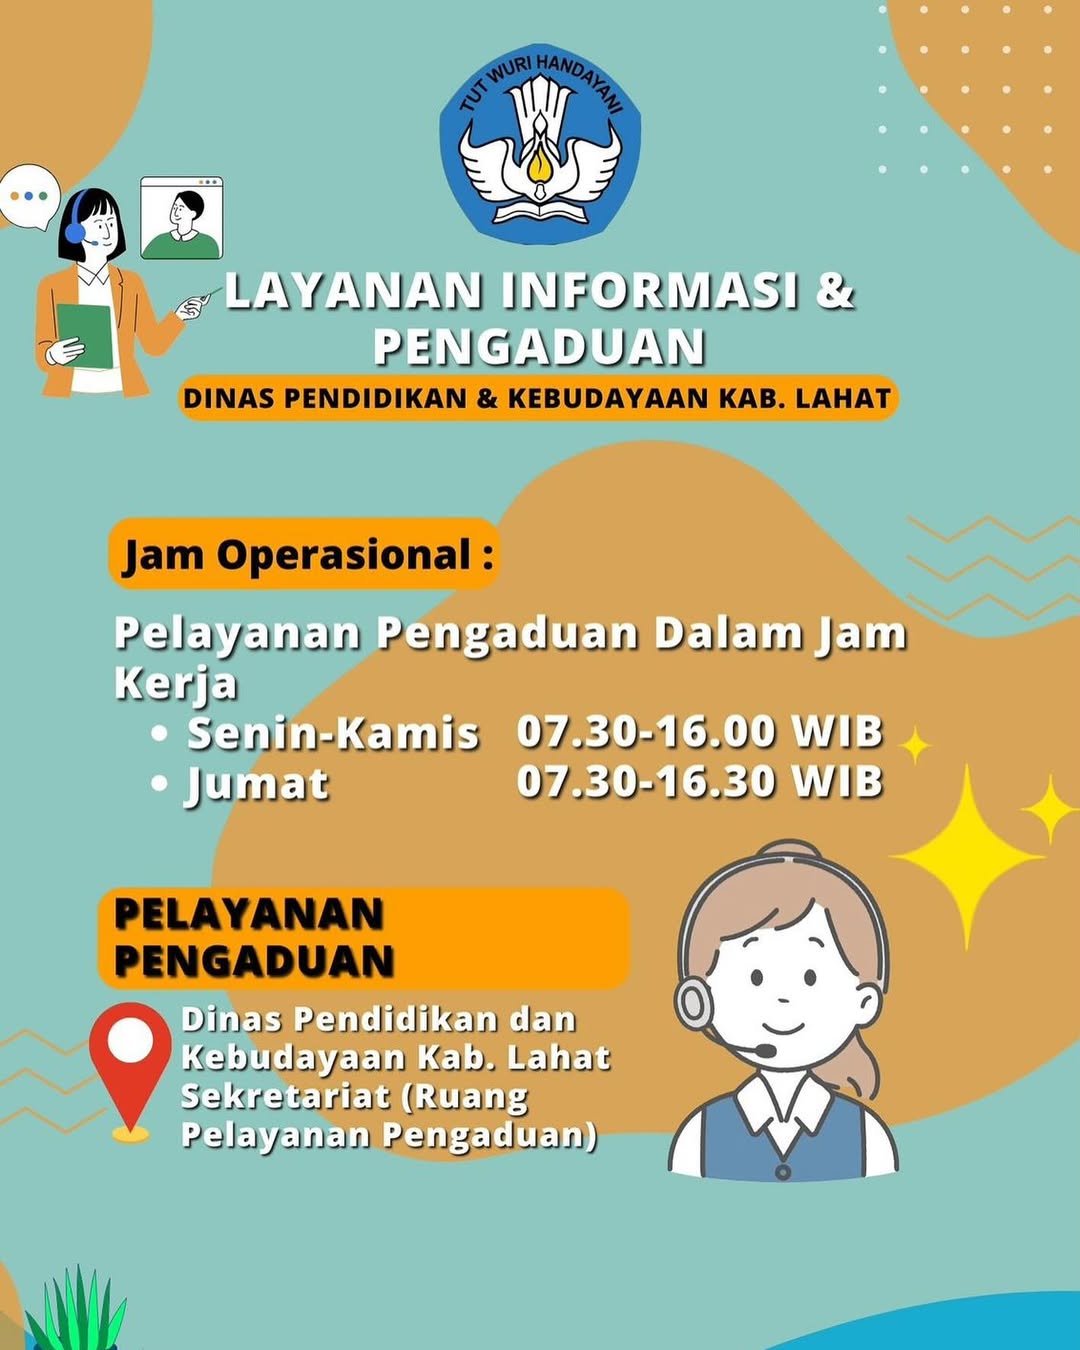 TUT WURI HANDAYANI
LAYANAN INFORMASI &
PENGADUAN
DINAS PENDIDIKAN & KEBUDAYAAN KAB. LAHAT
Jam Operasional :
Pelayanan Pengaduan Dalam Jam
Kerja
• Senin-Kamis 07.30-16.00 WIB
• Jumat 07.30-16.30 WIB
PELAYANAN
PENGADUAN
Dinas Pendidikan dan
Kebudayaan Kab. Lahat
Sekretariat (Ruang
Pelayanan Pengaduan)